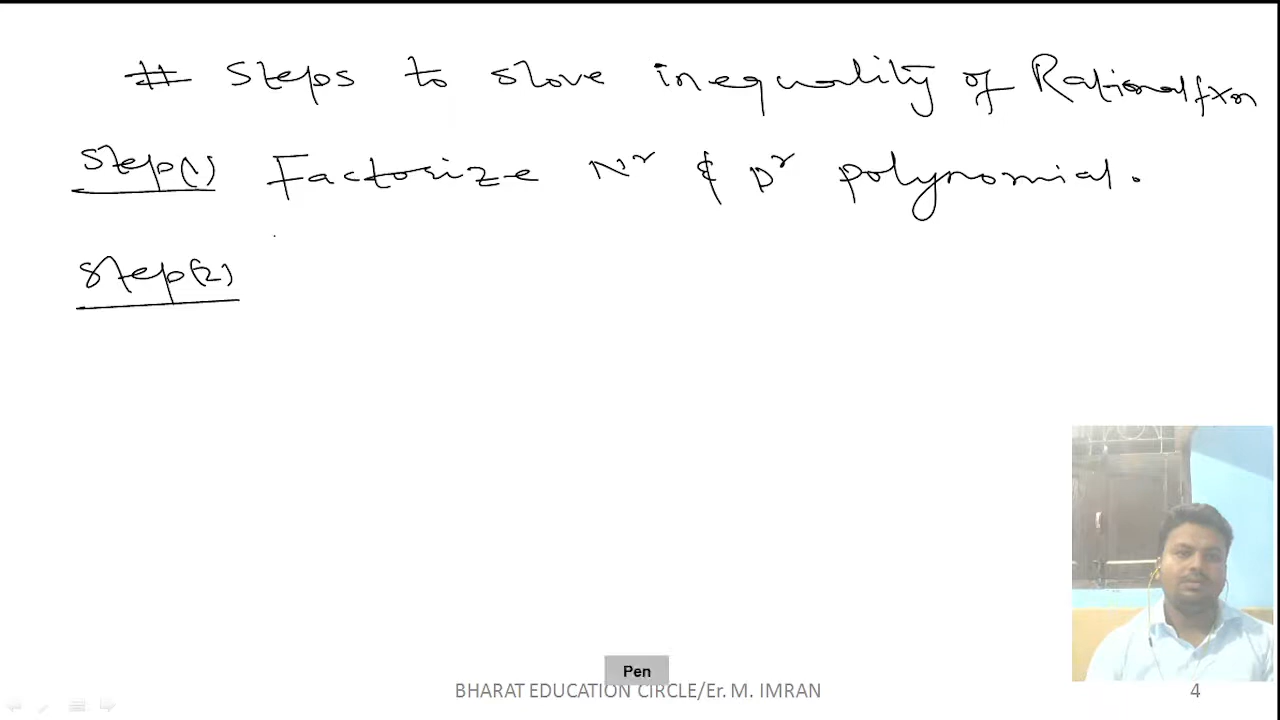 # Steps to slove inequality of Rational fxn
Step(1) Factorize Nʳ & Dʳ polynomial.
Step(2)
Pen
BHARAT EDUCATION CIRCLE/Er. M. IMRAN
4